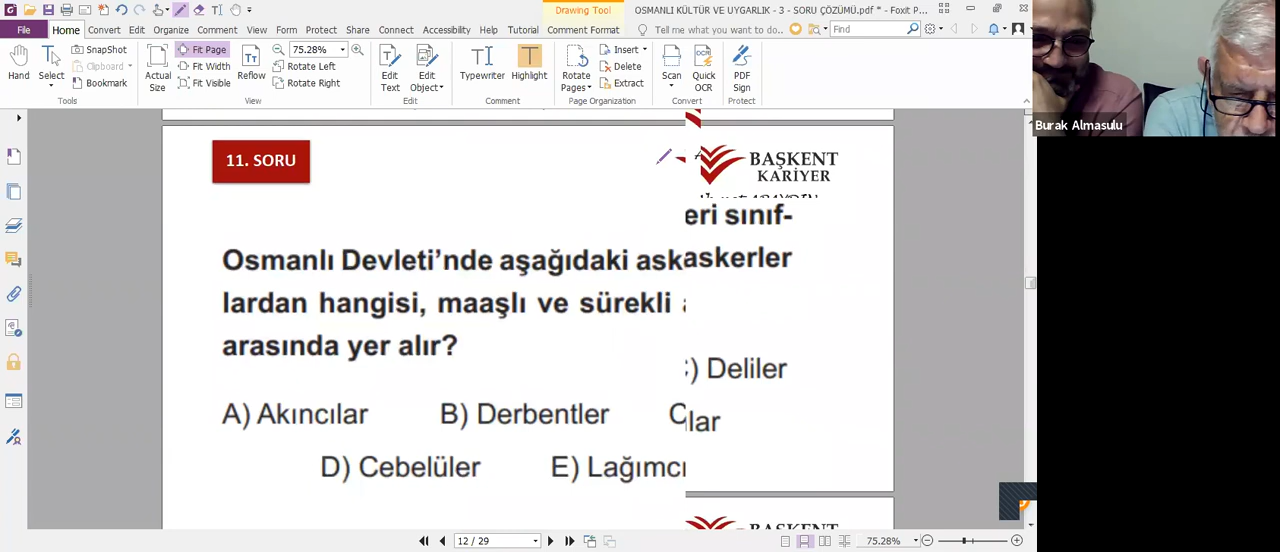 Drawing Tool
OSMANLI KÜLTÜR VE UYGARLIK - 3 - SORU ÇÖZÜMÜ.pdf * - Foxit P...
File Home Convert Edit Organize Comment View Form Protect Share Connect Accessibility Help Tutorial Comment Format Tell me what you want to do... Find
Hand
Select
SnapShot
Clipboard
Bookmark
Tools
Actual Size
Fit Page
Fit Width
Fit Visible
Reflow
75.28%
Rotate Left
Rotate Right
View
Edit Text
Edit Object
Edit
Typewriter
Highlight
Comment
Rotate Pages
Insert
Delete
Extract
Page Organization
Scan
Quick OCR
Convert
PDF Sign
Protect
Burak Almasulu
11. SORU
BAŞKENT
KARİYER
eri sınıf-
Osmanlı Devleti'nde aşağıdaki ask
askerler
lardan hangisi, maaşlı ve sürekli
arasında yer alır?
C) Deliler
A) Akıncılar B) Derbentler C
lar
D) Cebelüler E) Lağımcı
BAŞKENT
12 / 29
75.28%